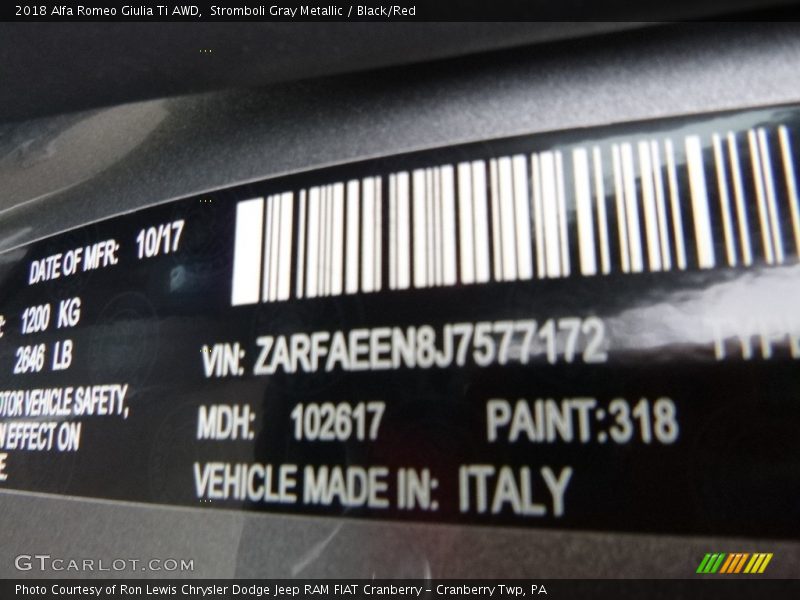 2018 Alfa Romeo Giulia Ti AWD, Stromboli Gray Metallic / Black/Red
DATE OF MFR: 10/17
1200 KG
2646 LB
MOTOR VEHICLE SAFETY,
IN EFFECT ON
VIN: ZARFAEEN8J7577172
MDH: 102617 PAINT:318
VEHICLE MADE IN: ITALY
GTCARLOT.COM
Photo Courtesy of Ron Lewis Chrysler Dodge Jeep RAM FIAT Cranberry - Cranberry Twp, PA